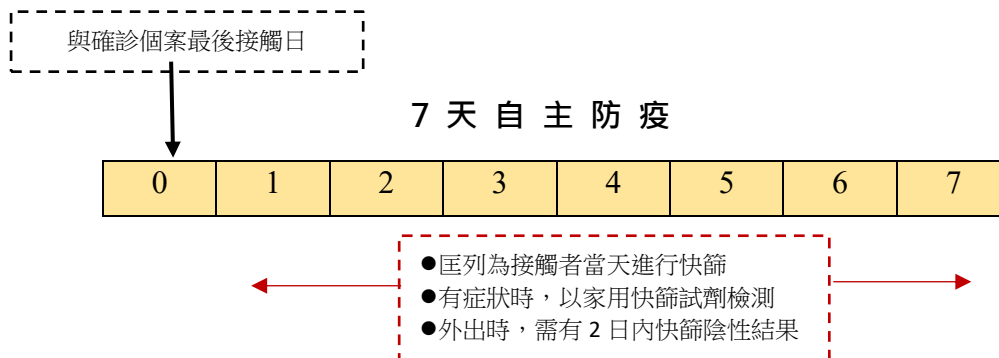 與確診個案最後接觸日
7 天 自 主 防 疫
0 1 2 3 4 5 6 7
●匡列為接觸者當天進行快篩
●有症狀時，以家用快篩試劑檢測
●外出時，需有 2 日內快篩陰性結果